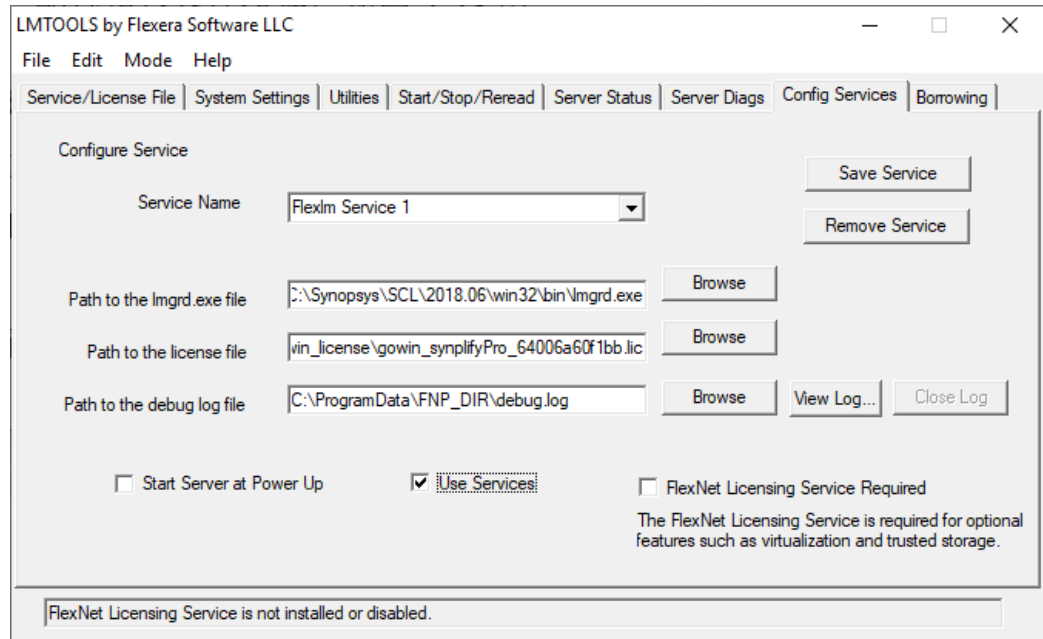 LMTOOLS by Flexera Software LLC
File Edit Mode Help
Service/License File System Settings Utilities Start/Stop/Reread Server Status Server Diags Config Services Borrowing
Configure Service
Save Service
Service Name Flexlm Service 1
Remove Service
Path to the lmgrd.exe file C:\Synopsys\SCL\2018.06\win32\bin\lmgrd.exe Browse
Path to the license file vin_license\gowin_synplifyPro_64006a60f1bb.lic Browse
Path to the debug log file C:\ProgramData\FNP_DIR\debug.log Browse View Log... Close Log
Start Server at Power Up Use Services FlexNet Licensing Service Required
The FlexNet Licensing Service is required for optional
features such as virtualization and trusted storage.
FlexNet Licensing Service is not installed or disabled.